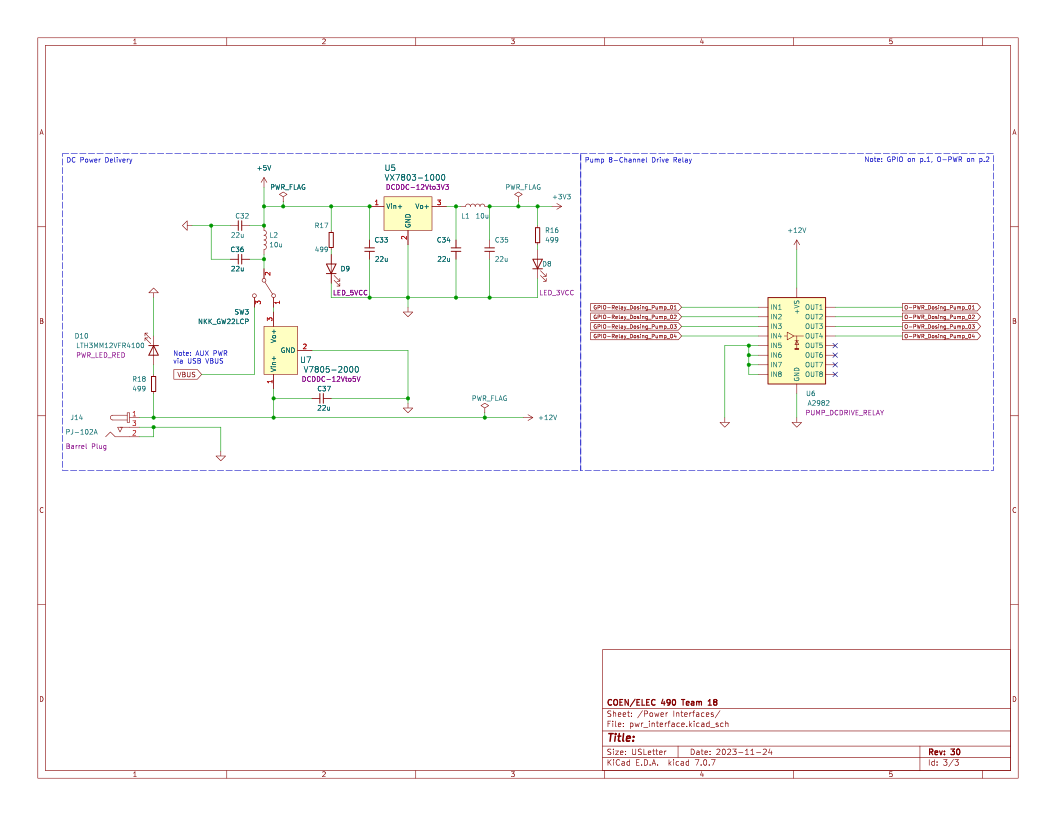 1 2 3 4 5
A
B
C
D
A
B
C
D
DC Power Delivery
+5V
PWR_FLAG
U5
VX7803-1000
DCDDC-12Vto3V3
1
Vin+
Vo+
3
GND
2
PWR_FLAG
+3V3
L1 10u
C32
22u
L2
10u
C36
22u
R17
499
D9
LED_5VCC
C33
22u
C34
22u
C35
22u
R16
499
D8
LED_3VCC
2
3
1
SW3
NKK_GW22LCP
3
Vo+
GND
2
Vin+
1
U7
V7805-2000
DCDDC-12Vto5V
C37
22u
D10
LTH3MM12VFR4100
PWR_LED_RED
Note: AUX PWR
via USB VBUS
VBUS
R18
499
PWR_FLAG
+12V
J14
PJ-102A
Barrel Plug
1
3
2
Pump 8-Channel Drive Relay
Note: GPIO on p.1, O-PWR on p.2
+12V
+VS
GPIO-Relay_Dosing_Pump_01
GPIO-Relay_Dosing_Pump_02
GPIO-Relay_Dosing_Pump_03
GPIO-Relay_Dosing_Pump_04
IN1 OUT1
IN2 OUT2
IN3 OUT3
IN4 OUT4
IN5 OUT5
IN6 OUT6
IN7 OUT7
IN8 OUT8
GND
O-PWR_Dosing_Pump_01
O-PWR_Dosing_Pump_02
O-PWR_Dosing_Pump_03
O-PWR_Dosing_Pump_04
U6
A2982
PUMP_DCDRIVE_RELAY
COEN/ELEC 490 Team 18
Sheet: /Power Interfaces/
File: pwr_interface.kicad_sch
Title:
Size: USLetter Date: 2023-11-24 Rev: 30
KiCad E.D.A. kicad 7.0.7 Id: 3/3
1 2 3 4 5